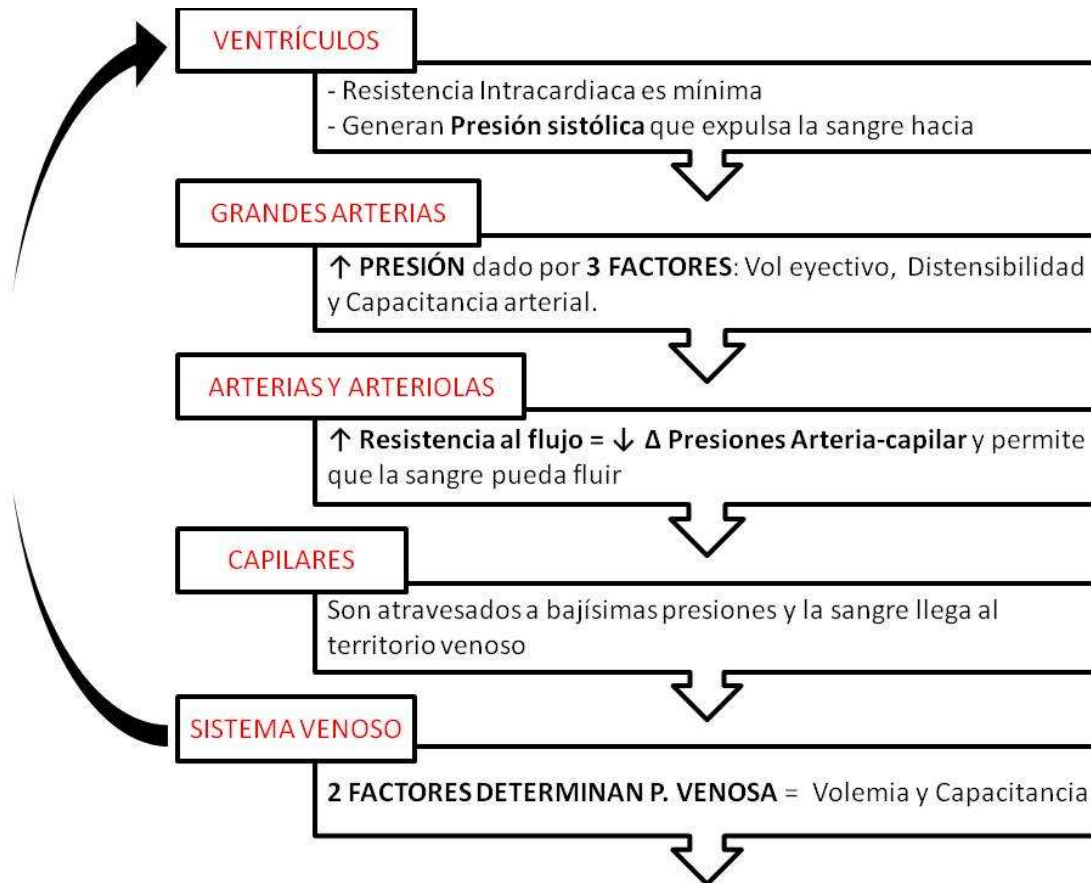 VENTRÍCULOS
- Resistencia Intracardiaca es mínima
- Generan Presión sistólica que expulsa la sangre hacia
GRANDES ARTERIAS
↑ PRESIÓN dado por 3 FACTORES: Vol eyectivo, Distensibilidad
y Capacitancia arterial.
ARTERIAS Y ARTERIOLAS
↑ Resistencia al flujo = ↓ Δ Presiones Arteria-capilar y permite
que la sangre pueda fluir
CAPILARES
Son atravesados a bajísimas presiones y la sangre llega al
territorio venoso
SISTEMA VENOSO
2 FACTORES DETERMINAN P. VENOSA = Volemia y Capacitancia